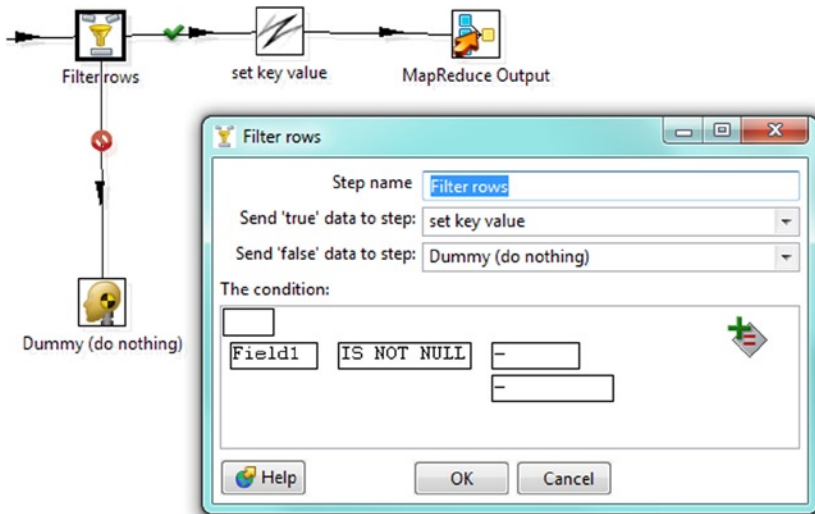 Filter rows
set key value
MapReduce Output
Dummy (do nothing)
Filter rows
Step name Filter rows
Send 'true' data to step: set key value
Send 'false' data to step: Dummy (do nothing)
The condition:
Field1 IS NOT NULL -
-
Help OK Cancel